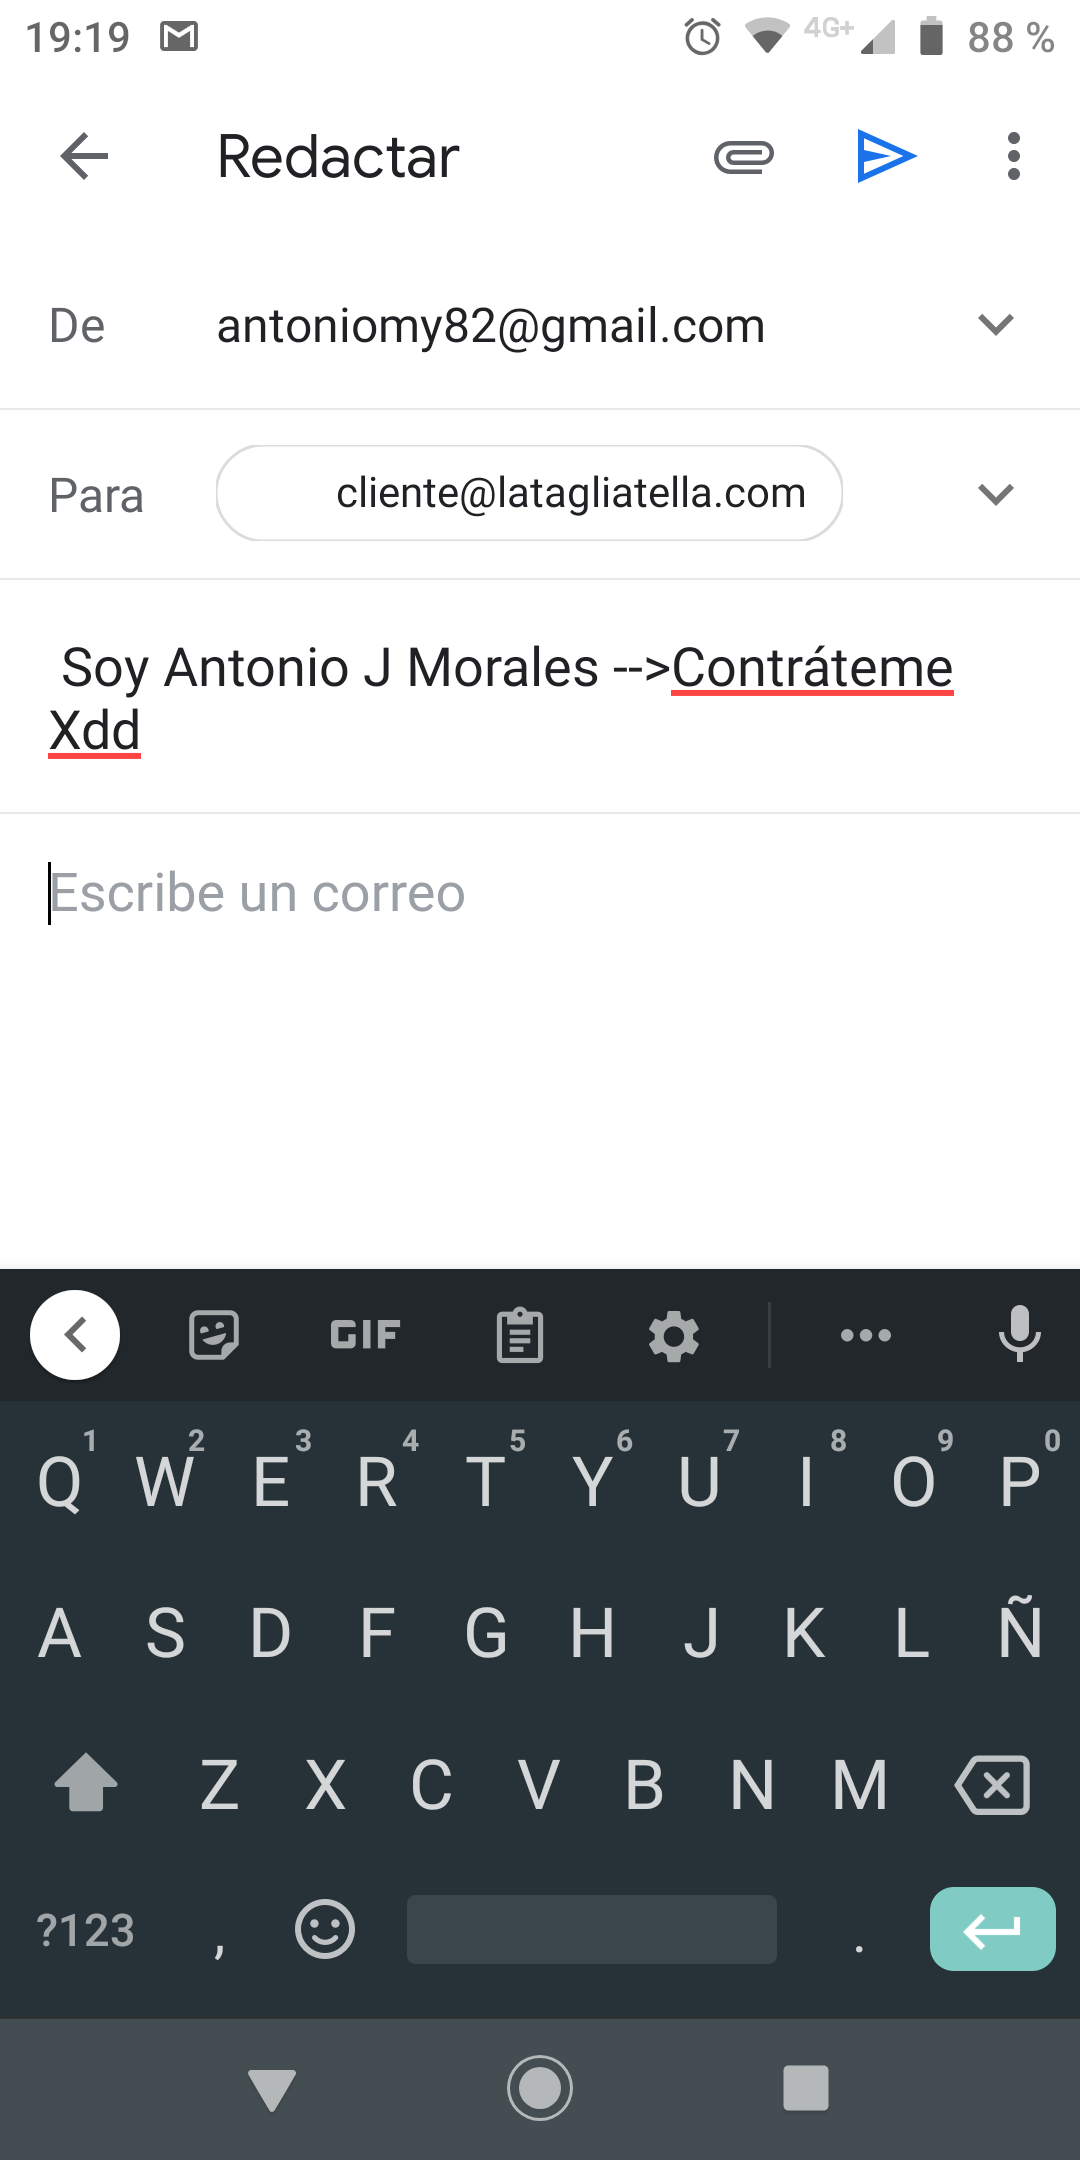 19:19 4G+ 88 %
Redactar
De antoniomy82@gmail.com
Para cliente@latagliatella.com
Soy Antonio J Morales -->Contráteme
Xdd
Escribe un correo
GIF
1 2 3 4 5 6 7 8 9 0
Q W E R T Y U I O P
A S D F G H J K L Ñ
Z X C V B N M
?123 , .